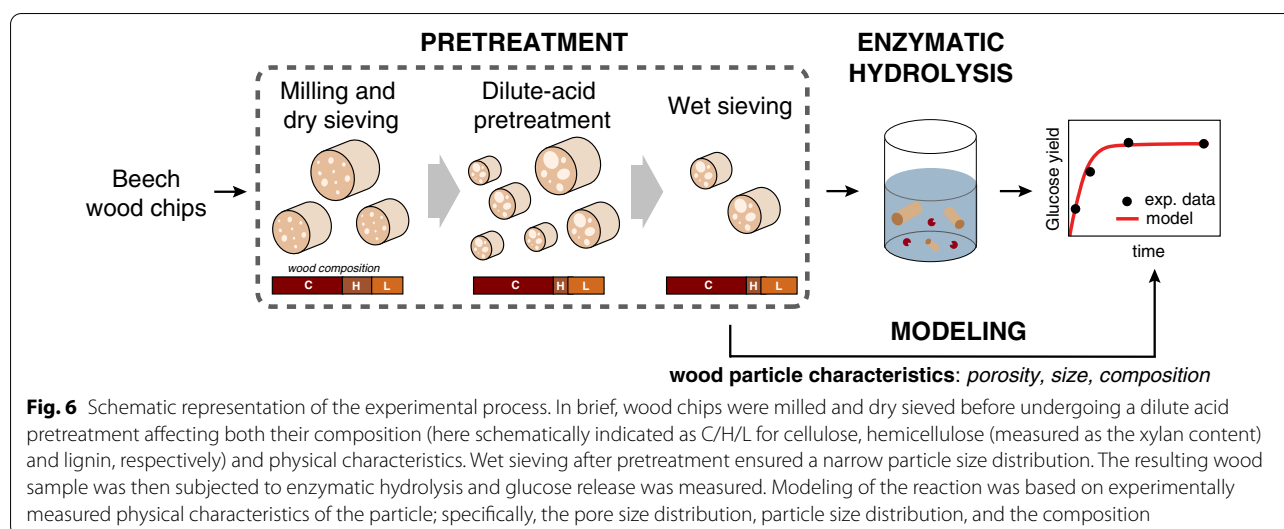 PRETREATMENT
ENZYMATIC
HYDROLYSIS
Milling and
dry sieving
Dilute-acid
pretreatment
Wet sieving
Beech
wood chips
wood composition
C H L
C H L
C H L
Glucose yield
exp. data
model
time
MODELING
wood particle characteristics: porosity, size, composition
Fig. 6 Schematic representation of the experimental process. In brief, wood chips were milled and dry sieved before undergoing a dilute acid
pretreatment affecting both their composition (here schematically indicated as C/H/L for cellulose, hemicellulose (measured as the xylan content)
and lignin, respectively) and physical characteristics. Wet sieving after pretreatment ensured a narrow particle size distribution. The resulting wood
sample was then subjected to enzymatic hydrolysis and glucose release was measured. Modeling of the reaction was based on experimentally
measured physical characteristics of the particle; specifically, the pore size distribution, particle size distribution, and the composition